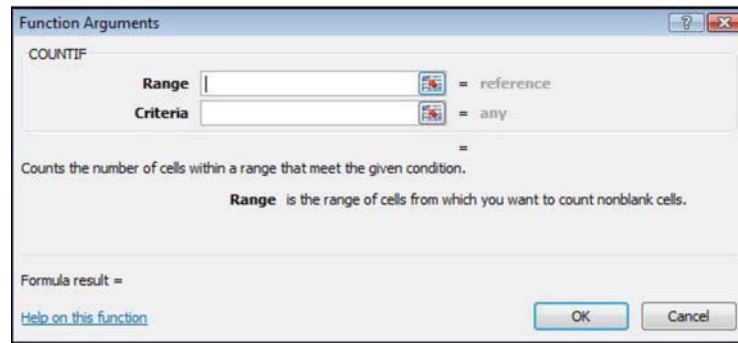 Function Arguments
COUNTIF
Range = reference
Criteria = any
=
Counts the number of cells within a range that meet the given condition.
Range is the range of cells from which you want to count nonblank cells.
Formula result =
Help on this function
OK Cancel